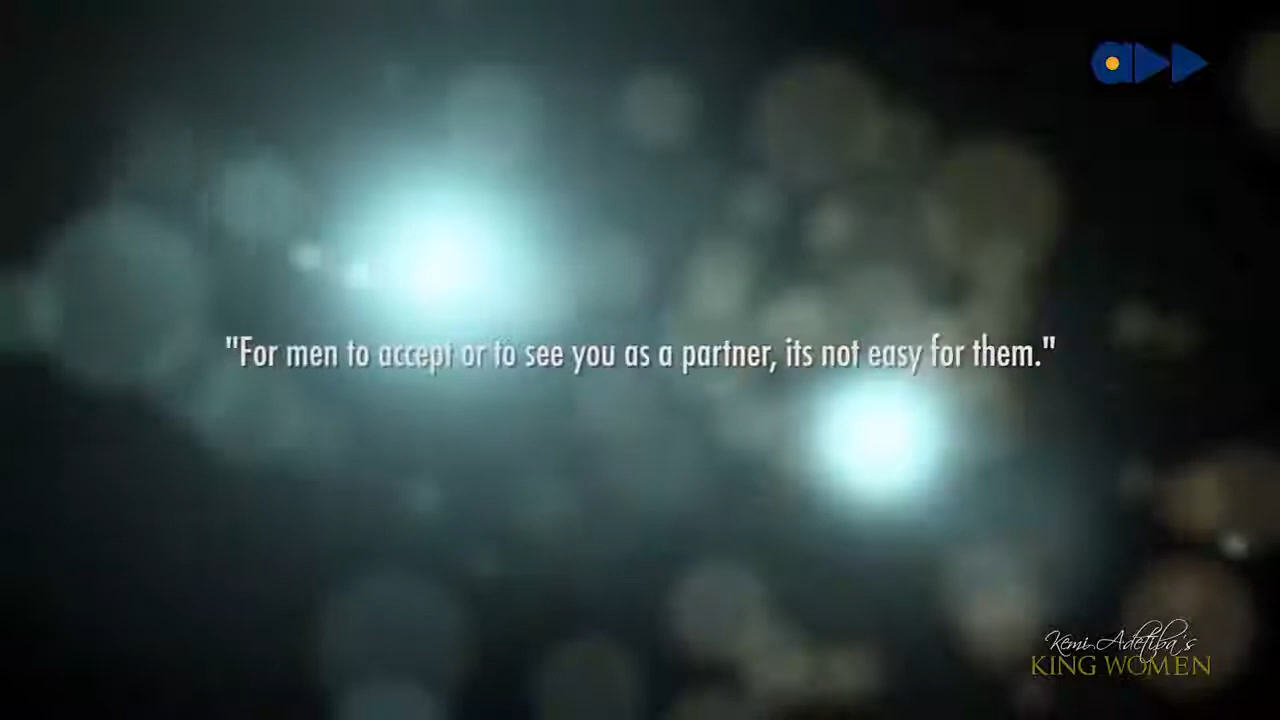 "For men to accept or to see you as a partner, its not easy for them."
Kemi Adetiba's
KING WOMEN